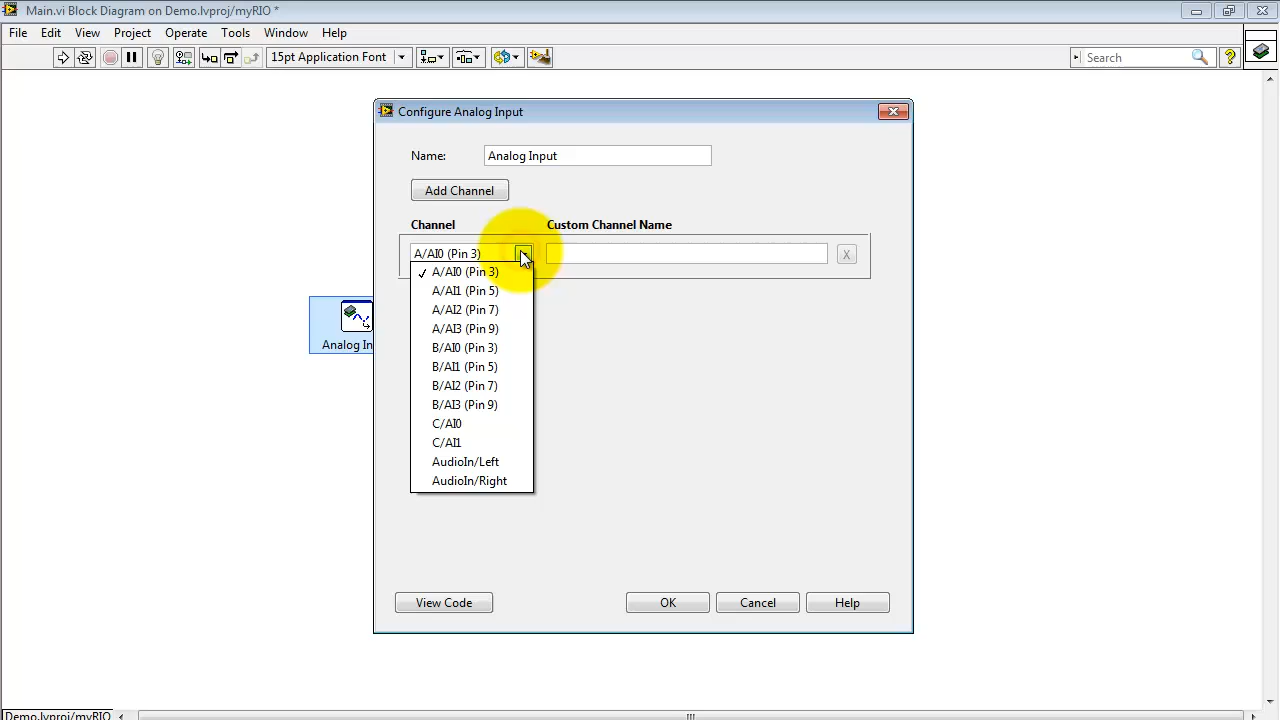 Main.vi Block Diagram on Demo.lvproj/myRIO *
File Edit View Project Operate Tools Window Help
15pt Application Font
Search
?
Configure Analog Input
Name: Analog Input
Add Channel
Channel Custom Channel Name
A/AI0 (Pin 3)
X
✓ A/AI0 (Pin 3)
A/AI1 (Pin 5)
A/AI2 (Pin 7)
A/AI3 (Pin 9)
B/AI0 (Pin 3)
B/AI1 (Pin 5)
B/AI2 (Pin 7)
B/AI3 (Pin 9)
C/AI0
C/AI1
AudioIn/Left
AudioIn/Right
Analog In
View Code OK Cancel Help
Demo.lvproj/myRIO